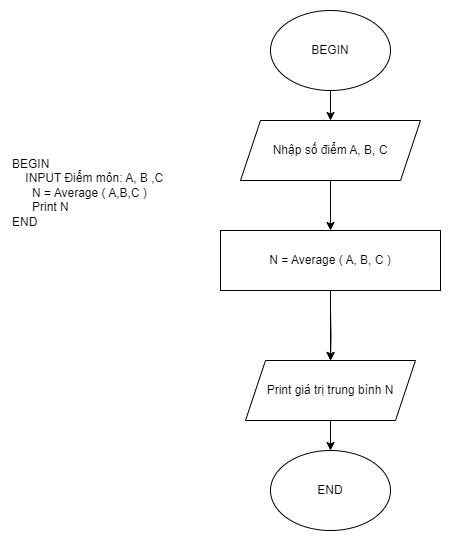 BEGIN
INPUT Điểm môn: A, B ,C
N = Average ( A,B,C )
Print N
END
BEGIN
Nhập số điểm A, B, C
N = Average ( A, B, C )
Print giá trị trung bình N
END